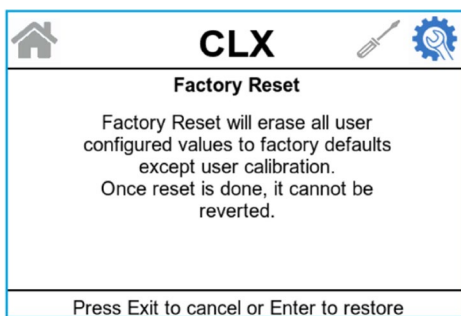 CLX
Factory Reset
Factory Reset will erase all user
configured values to factory defaults
except user calibration.
Once reset is done, it cannot be
reverted.
Press Exit to cancel or Enter to restore